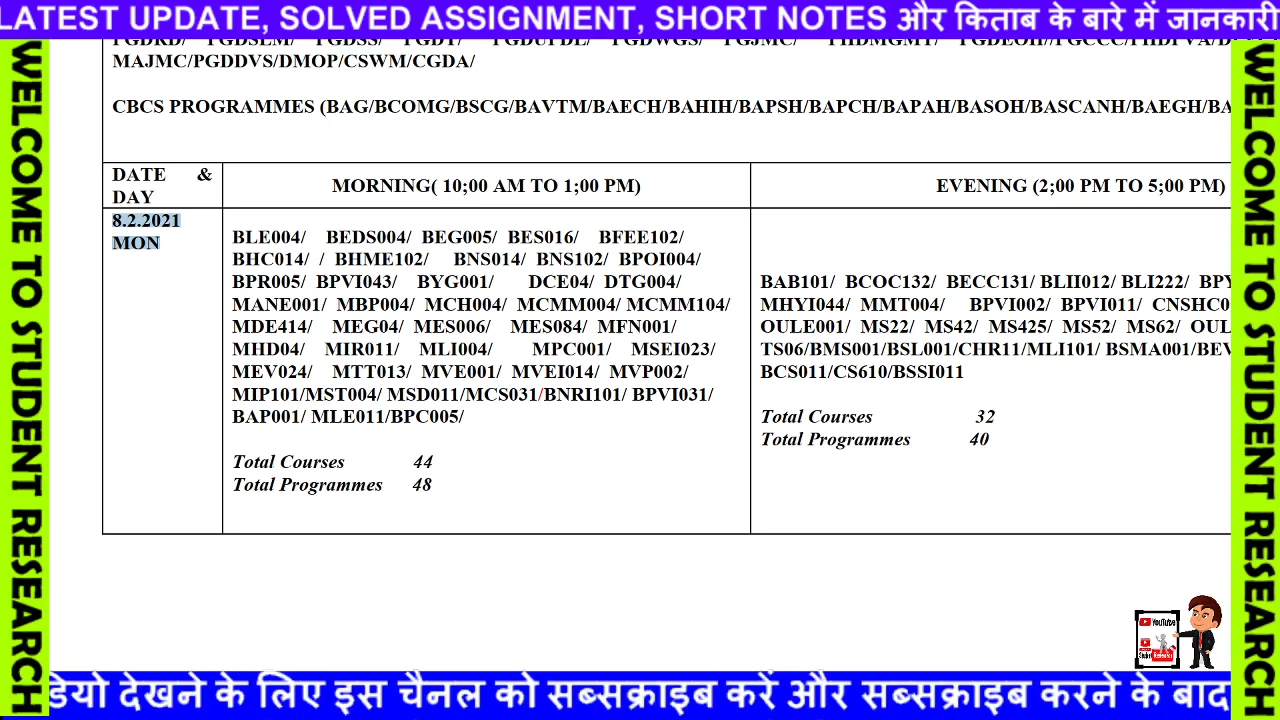 LATEST UPDATE, SOLVED ASSIGNMENT, SHORT NOTES और किताब के बारे में जानकारी
WELCOME TO STUDENT RESEARCH
MAJMC/PGDDVS/DMOP/CSWM/CGDA/
CBCS PROGRAMMES (BAG/BCOMG/BSCG/BAVTM/BAECH/BAHIH/BAPSH/BAPCH/BAPAH/BASOH/BASCANH/BAEGH/BA
DATE & DAY
MORNING( 10;00 AM TO 1;00 PM)
EVENING (2;00 PM TO 5;00 PM)
8.2.2021
MON
BLE004/ BEDS004/ BEG005/ BES016/ BFEE102/
BHC014/ / BHME102/ BNS014/ BNS102/ BPOI004/
BPR005/ BPVI043/ BYG001/ DCE04/ DTG004/
MANE001/ MBP004/ MCH004/ MCMM004/ MCMM104/
MDE414/ MEG04/ MES006/ MES084/ MFN001/
MHD04/ MIR011/ MLI004/ MPC001/ MSEI023/
MEV024/ MTT013/ MVE001/ MVEI014/ MVP002/
MIP101/MST004/ MSD011/MCS031/BNRI101/ BPVI031/
BAP001/ MLE011/BPC005/
Total Courses 44
Total Programmes 48
BAB101/ BCOC132/ BECC131/ BLII012/ BLI222/ BPY
MHYI044/ MMT004/ BPVI002/ BPVI011/ CNSHC0
OULE001/ MS22/ MS42/ MS425/ MS52/ MS62/ OUL
TS06/BMS001/BSL001/CHR11/MLI101/ BSMA001/BEV
BCS011/CS610/BSSI011
Total Courses 32
Total Programmes 40
WELCOME TO STUDENT RESEARCH
YouTube
डियो देखने के लिए इस चैनल को सब्सक्राइब करें और सब्सक्राइब करने के बाद